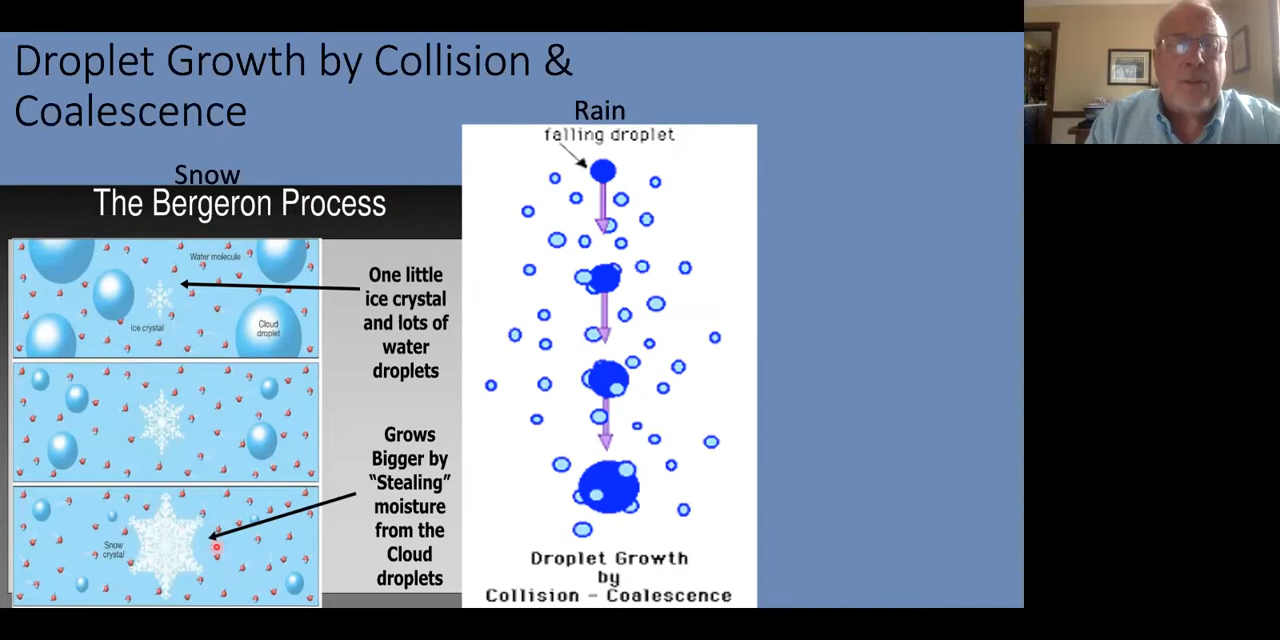 Droplet Growth by Collision &
Coalescence
Snow
The Bergeron Process
Water molecule
Ice crystal
Cloud
droplet
One little
ice crystal
and lots of
water
droplets
Snow
crystal
Grows
Bigger by
“Stealing”
moisture
from the
Cloud
droplets
Rain
falling droplet
Droplet Growth
by
Collision – Coalescence